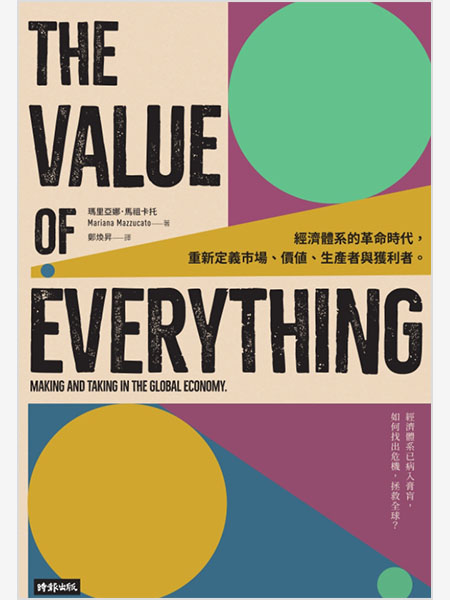 THE
VALUE
OF
瑪里亞娜·馬祖卡托
Mariana Mazzucato——著
鄭煥昇——譯
經濟體系的革命時代，
重新定義市場、價值、生產者與獲利者。
EVERYTHING
MAKING AND TAKING IN THE GLOBAL ECONOMY.
經濟體系已病入膏肓，
如何找出危機，拯救全球？
時報出版